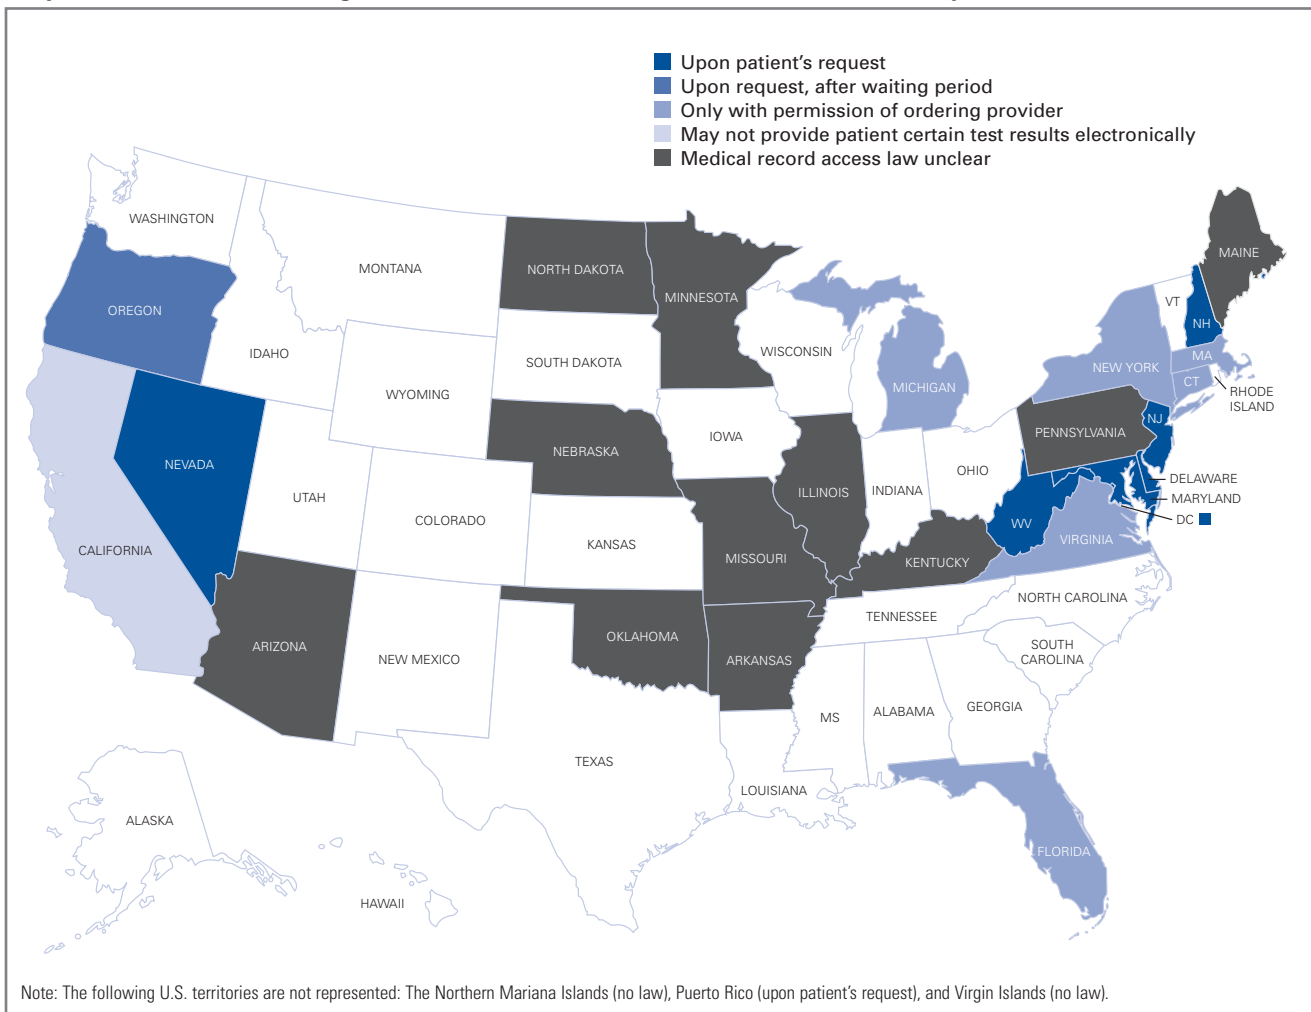 Upon patient's request
Upon request, after waiting period
Only with permission of ordering provider
May not provide patient certain test results electronically
Medical record access law unclear
WASHINGTON
MONTANA
NORTH DAKOTA
MINNESOTA
MAINE
VT
NH
OREGON
IDAHO
SOUTH DAKOTA
WISCONSIN
MICHIGAN
NEW YORK
MA
CT
RHODE
ISLAND
WYOMING
IOWA
NEBRASKA
PENNSYLVANIA
NJ
NEVADA
UTAH
COLORADO
ILLINOIS
INDIANA
OHIO
DELAWARE
MARYLAND
DC
WV
VIRGINIA
CALIFORNIA
KANSAS
MISSOURI
KENTUCKY
NORTH CAROLINA
TENNESSEE
ARIZONA
NEW MEXICO
OKLAHOMA
ARKANSAS
SOUTH
CAROLINA
MS
ALABAMA
GEORGIA
TEXAS
LOUISIANA
ALASKA
FLORIDA
HAWAII
Note: The following U.S. territories are not represented: The Northern Mariana Islands (no law), Puerto Rico (upon patient's request), and Virgin Islands (no law).